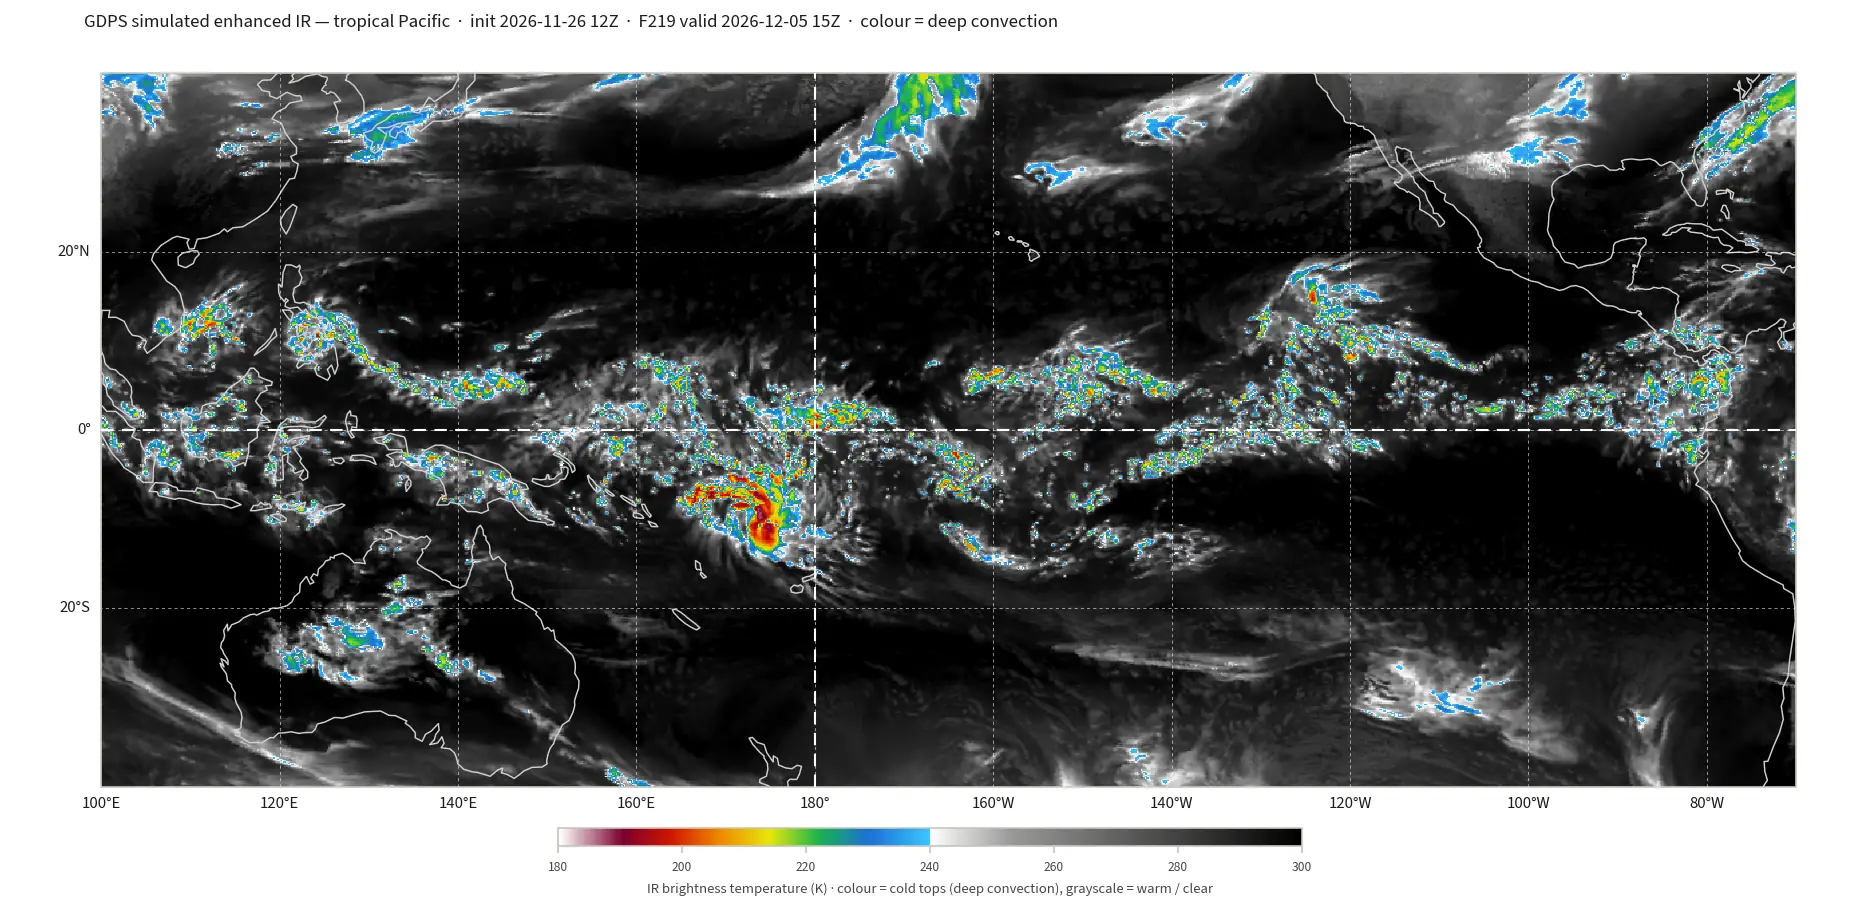 GDPS simulated enhanced IR — tropical Pacific · init 2026-11-26 12Z · F219 valid 2026-12-05 15Z · colour = deep convection
20°N
0°
20°S
100°E 120°E 140°E 160°E 180° 160°W 140°W 120°W 100°W 80°W
180 200 220 240 260 280 300
IR brightness temperature (K) · colour = cold tops (deep convection), grayscale = warm / clear